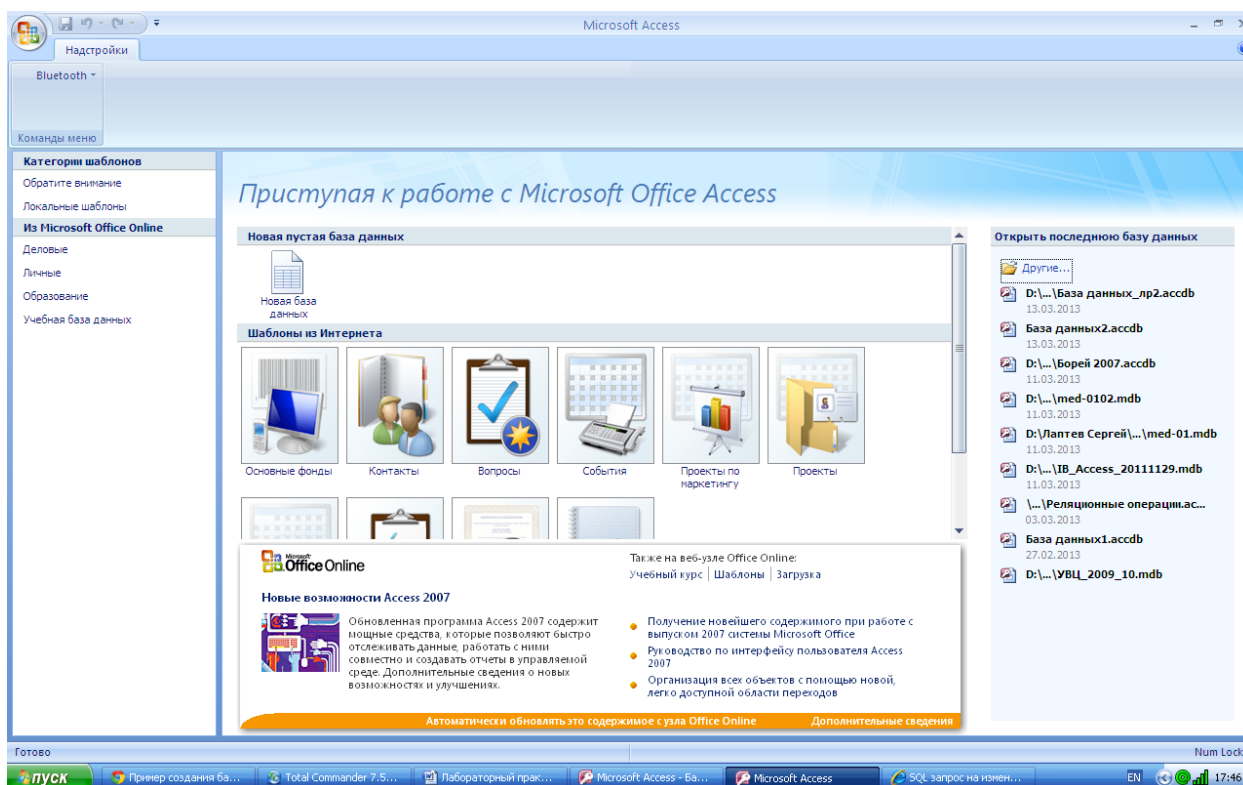 Microsoft Access
Надстройки
Bluetooth
Команды меню
Категории шаблонов
Обратите внимание
Локальные шаблоны
Из Microsoft Office Online
Деловые
Личные
Образование
Учебная база данных
Приступая к работе с Microsoft Office Access
Новая пустая база данных
Новая база
данных
Шаблоны из Интернета
Основные фонды
Контакты
Вопросы
События
Проекты по
маркетингу
Проекты
Microsoft
Office Online
Также на веб-узле Office Online:
Учебный курс | Шаблоны | Загрузка
Новые возможности Access 2007
Обновленная программа Access 2007 содержит
мощные средства, которые позволяют быстро
отслеживать данные, работать с ними
совместно и создавать отчеты в управляемой
среде. Дополнительные сведения о новых
возможностях и улучшениях.
Получение новейшего содержимого при работе с
выпуском 2007 системы Microsoft Office
Руководство по интерфейсу пользователя Access
2007
Организация всех объектов с помощью новой,
легко доступной области переходов
Автоматически обновлять это содержимое с узла Office Online
Дополнительные сведения
Открыть последнюю базу данных
Другие...
D:\...\База данных_лр2.accdb
13.03.2013
База данных2.accdb
13.03.2013
D:\...\Борей 2007.accdb
11.03.2013
D:\...\med-0102.mdb
11.03.2013
D:\Лаптев Сергей\...\med-01.mdb
11.03.2013
D:\...\IB_Access_20111129.mdb
11.03.2013
\...\Реляционные операции.ac...
03.03.2013
База данных1.accdb
27.02.2013
D:\...\УВЦ_2009_10.mdb
Готово
Num Lock
пуск
Пример создания ба...
Total Commander 7.5...
Лабораторный прак...
Microsoft Access - Ба...
Microsoft Access
SQL запрос на измен...
EN
17:46